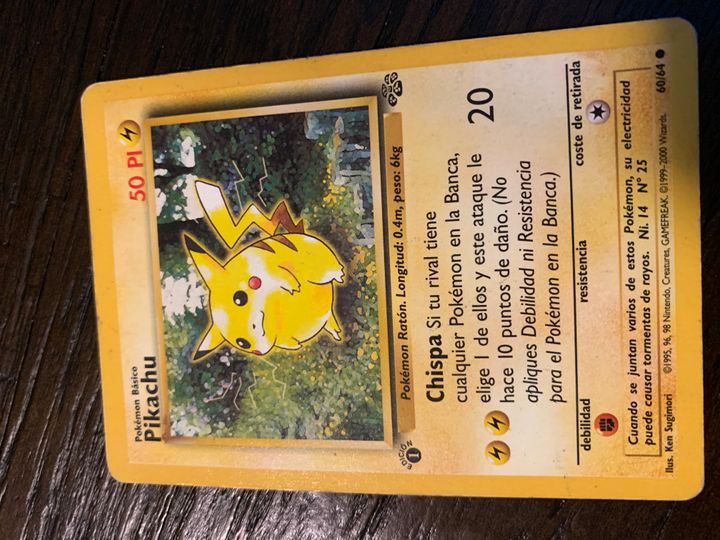 Pokémon Básico
Pikachu
50 PI
Pokémon Ratón. Longitud: 0.4m, peso: 6kg
EDICIÓN
1
Chispa Si tu rival tiene
cualquier Pokémon en la Banca,
elige 1 de ellos y este ataque le
hace 10 puntos de daño. (No
apliques Debilidad ni Resistencia
para el Pokémon en la Banca.)
20
debilidad resistencia coste de retirada
Cuando se juntan varios de estos Pokémon, su electricidad
puede causar tormentas de rayos. Ni. 14 Nº 25
Ilus. Ken Sugimori ©1995, 96, 98 Nintendo, Creatures, GAMEFREAK. ©1999-2000 Wizards. 60/64